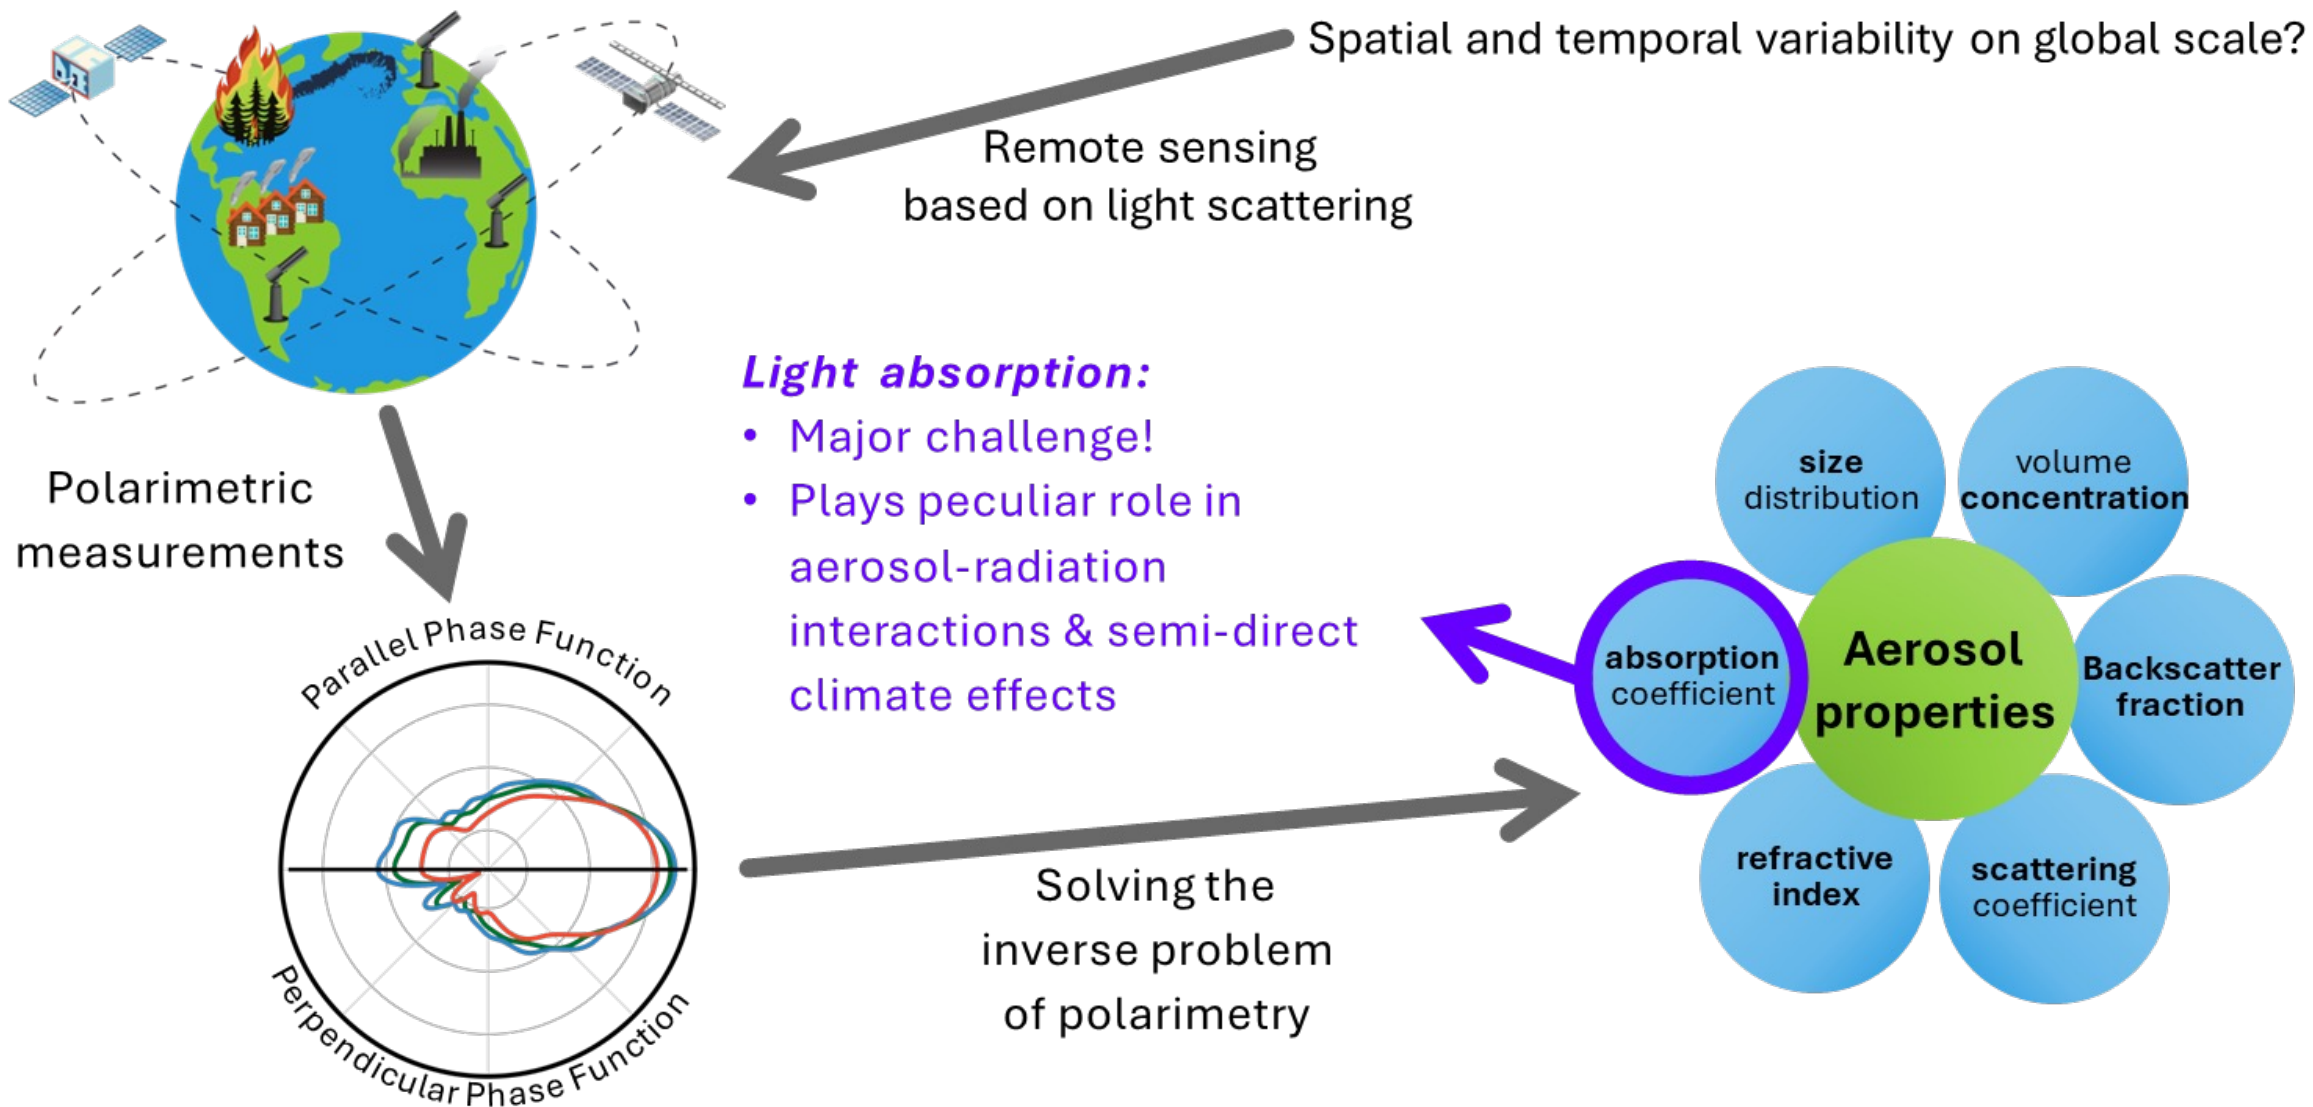 Spatial and temporal variability on global scale?
Remote sensing
based on light scattering
Polarimetric
measurements
Light absorption:
• Major challenge!
• Plays peculiar role in
aerosol-radiation
interactions & semi-direct
climate effects
Parallel Phase Function
Perpendicular Phase Function
Solving the
inverse problem
of polarimetry
size
distribution
volume
concentration
absorption
coefficient
Aerosol
properties
Backscatter
fraction
refractive
index
scattering
coefficient